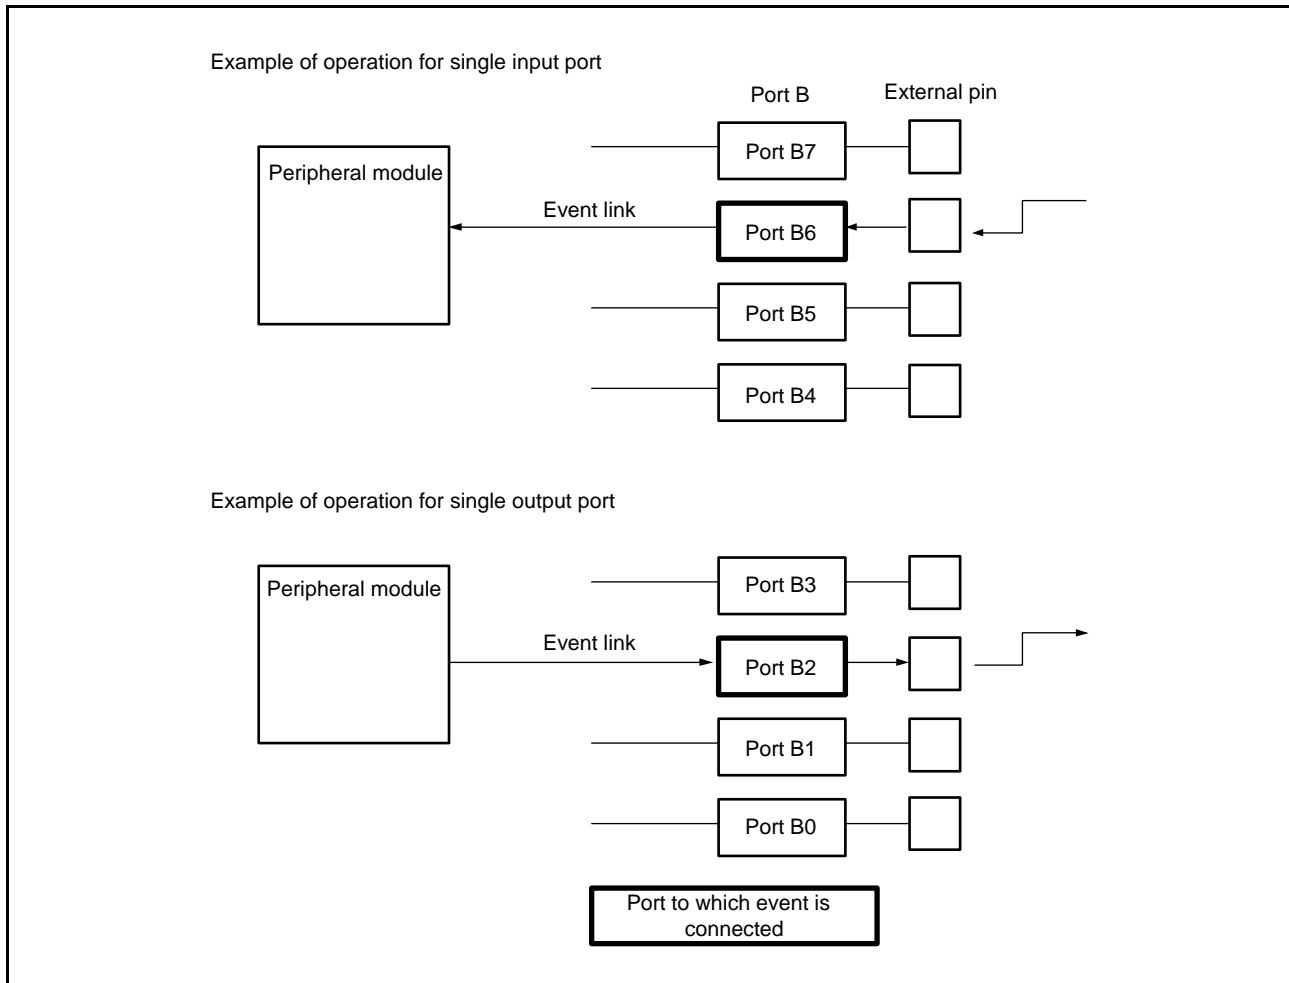 Example of operation for single input port
Port B
External pin
Peripheral module
Port B7
Event link
Port B6
Port B5
Port B4
Example of operation for single output port
Peripheral module
Port B3
Event link
Port B2
Port B1
Port B0
Port to which event is
connected